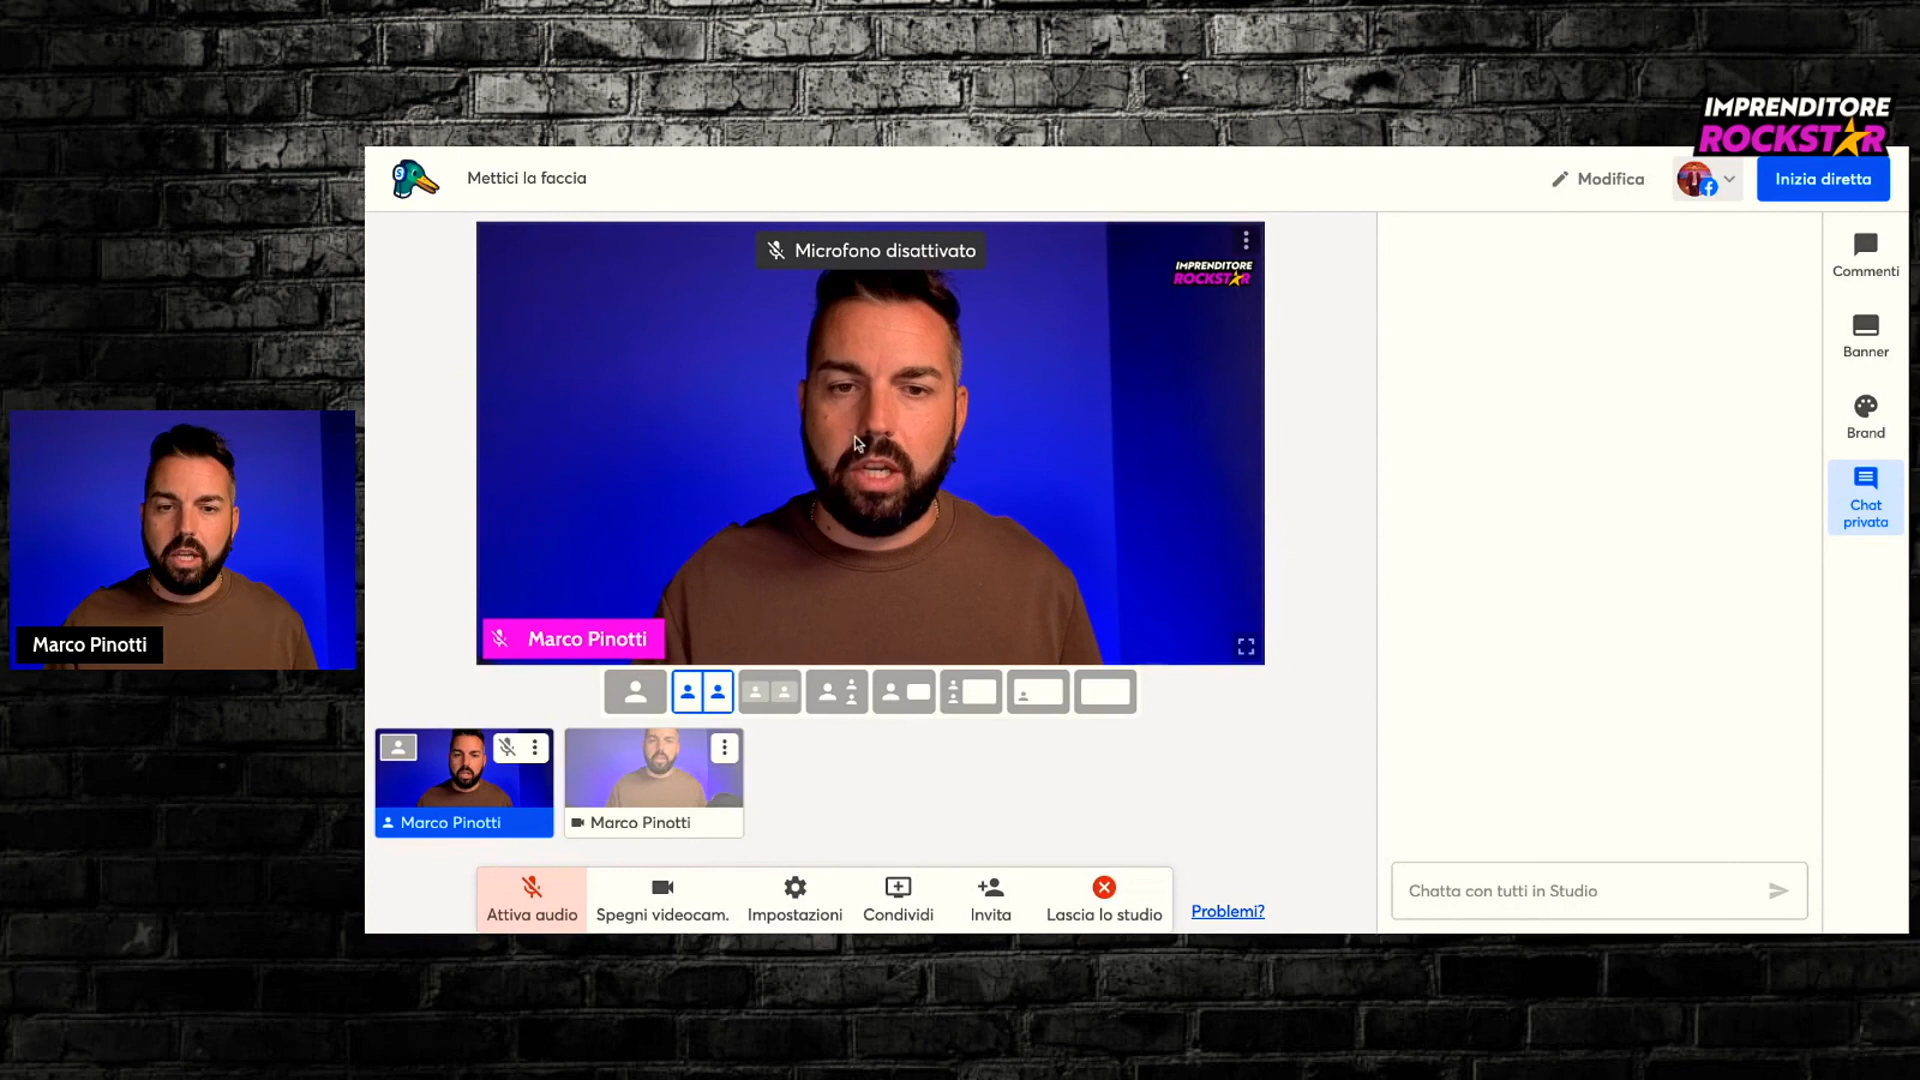 IMPRENDITORE
ROCKSTAR
Mettici la faccia
Modifica
Inizia diretta
Microfono disattivato
IMPRENDITORE
ROCKSTAR
Marco Pinotti
Marco Pinotti
Marco Pinotti
Marco Pinotti
Attiva audio
Spegni videocam.
Impostazioni
Condividi
Invita
Lascia lo studio
Problemi?
Commenti
Banner
Brand
Chat
privata
Chatta con tutti in Studio